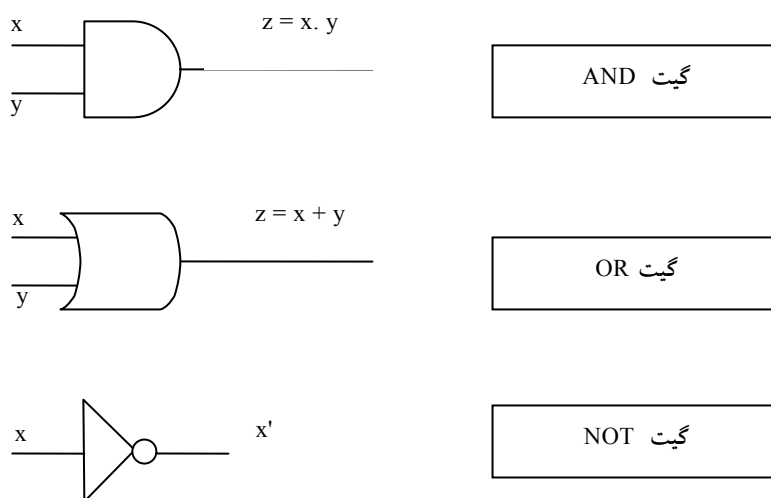 x
z = x. y
y
گیت AND
x
z = x + y
y
گیت OR
x
x'
گیت NOT